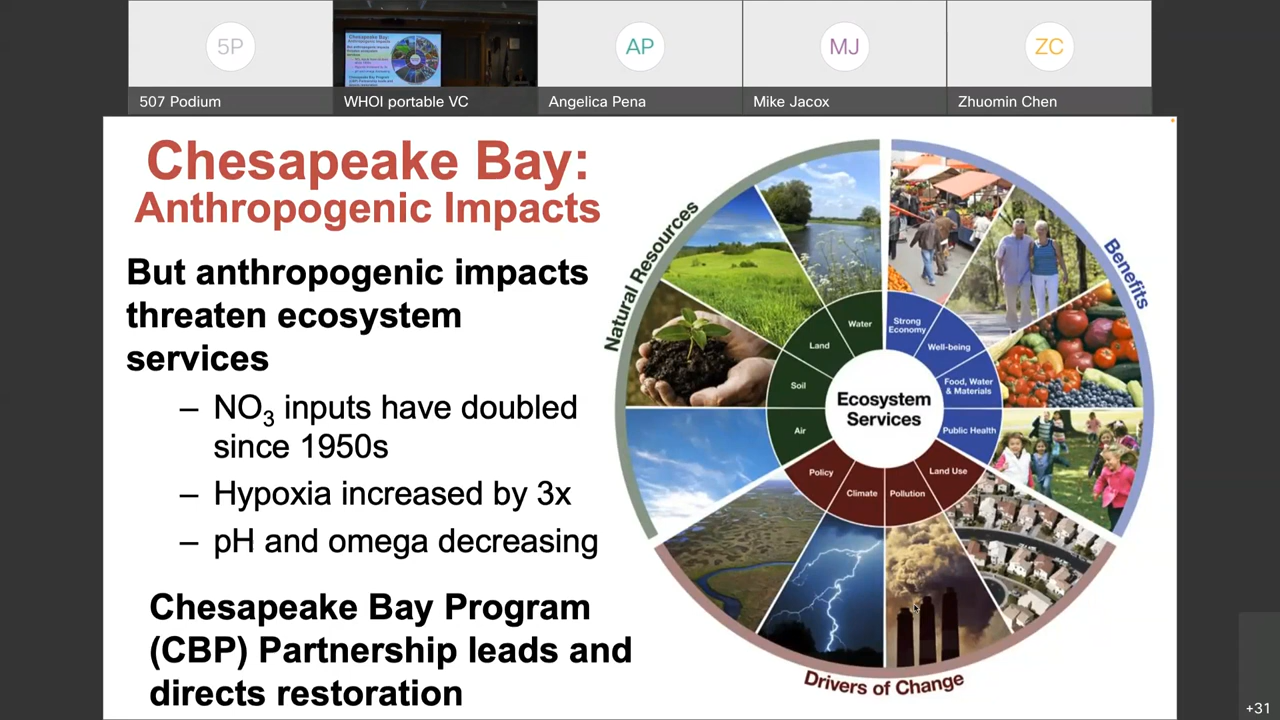 5P
AP
MJ
ZC
507 Podium
WHOI portable VC
Angelica Pena
Mike Jacox
Zhuomin Chen
Chesapeake Bay:
Anthropogenic Impacts
But anthropogenic impacts
threaten ecosystem
services
– NO3 inputs have doubled
since 1950s
– Hypoxia increased by 3x
– pH and omega decreasing
Chesapeake Bay Program
(CBP) Partnership leads and
directs restoration
Natural Resources
Benefits
Drivers of Change
Water
Land
Soil
Air
Strong
Economy
Well-being
Food, Water
& Materials
Public Health
Land Use
Pollution
Climate
Policy
Ecosystem
Services
+31